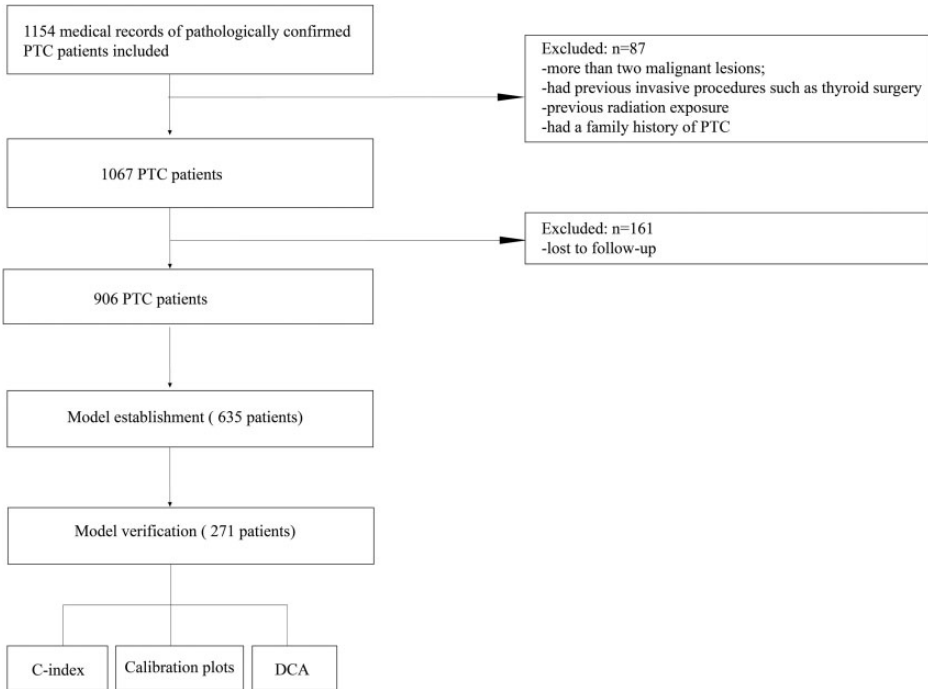 1154 medical records of pathologically confirmed
PTC patients included
Excluded: n=87
-more than two malignant lesions;
-had previous invasive procedures such as thyroid surgery
-previous radiation exposure
-had a family history of PTC
1067 PTC patients
Excluded: n=161
-lost to follow-up
906 PTC patients
Model establishment ( 635 patients)
Model verification ( 271 patients)
C-index
Calibration plots
DCA